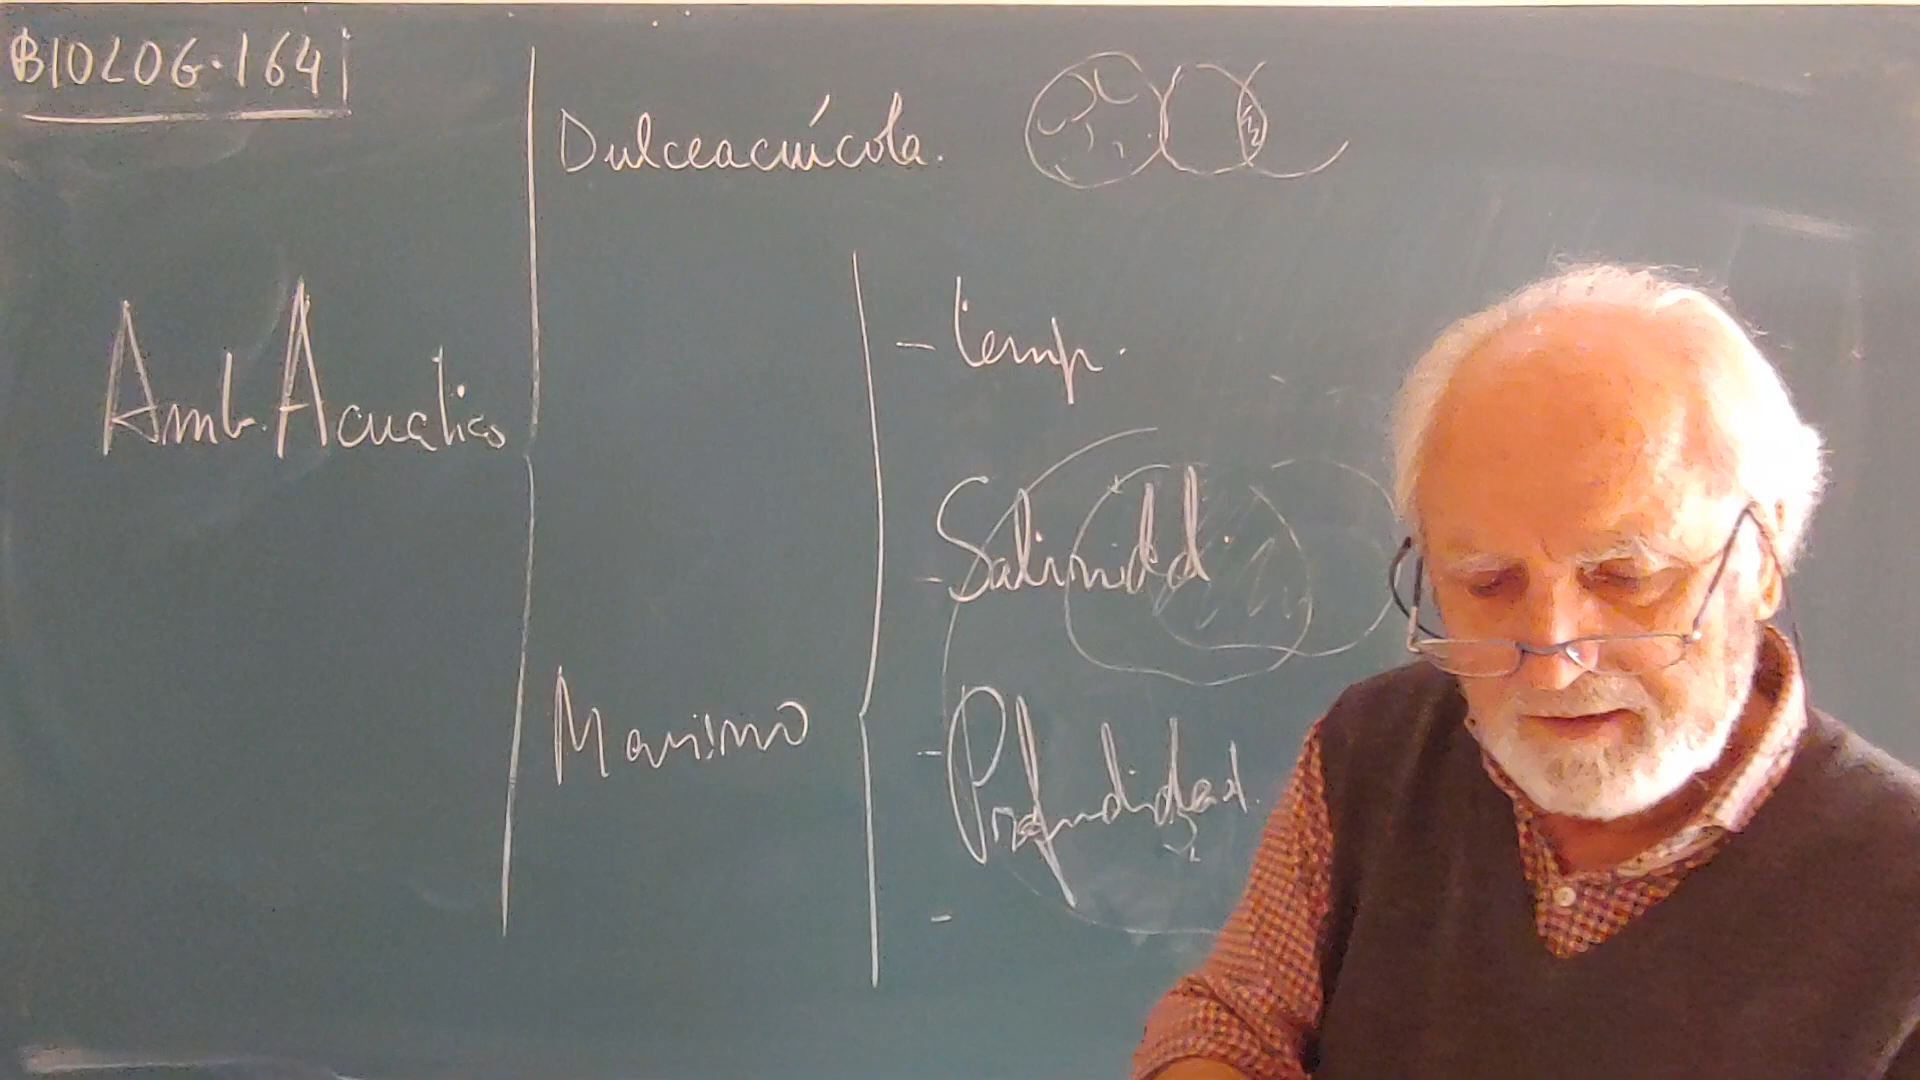 BIOLOG·164
Dulceacuícola.
Amb. Acuatico
- temp.
- Salinidad.
Marino
- Profundidad.
-